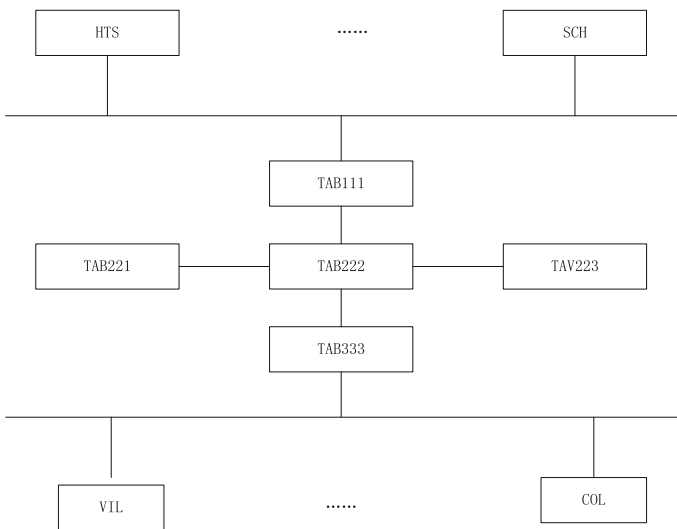 HTS
……
SCH
TAB111
TAB221
TAB222
TAV223
TAB333
VIL
……
COL